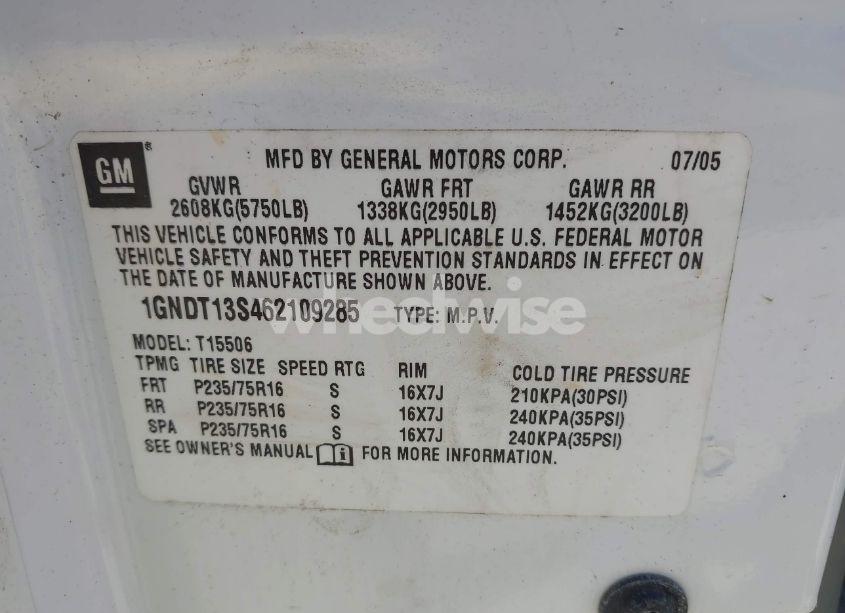 GM ® MFD BY GENERAL MOTORS CORP. 07/05
GVWR GAWR FRT GAWR RR
2608KG(5750LB) 1338KG(2950LB) 1452KG(3200LB)
THIS VEHICLE CONFORMS TO ALL APPLICABLE U.S. FEDERAL MOTOR
VEHICLE SAFETY AND THEFT PREVENTION STANDARDS IN EFFECT ON
THE DATE OF MANUFACTURE SHOWN ABOVE.
1GNDT13S462109285 TYPE: M.P.V.
wheelwise
MODEL: T15506
TPMG TIRE SIZE SPEED RTG RIM COLD TIRE PRESSURE
FRT P235/75R16 S 16X7J 210KPA(30PSI)
RR P235/75R16 S 16X7J 240KPA(35PSI)
SPA P235/75R16 S 16X7J 240KPA(35PSI)
SEE OWNER'S MANUAL i FOR MORE INFORMATION.